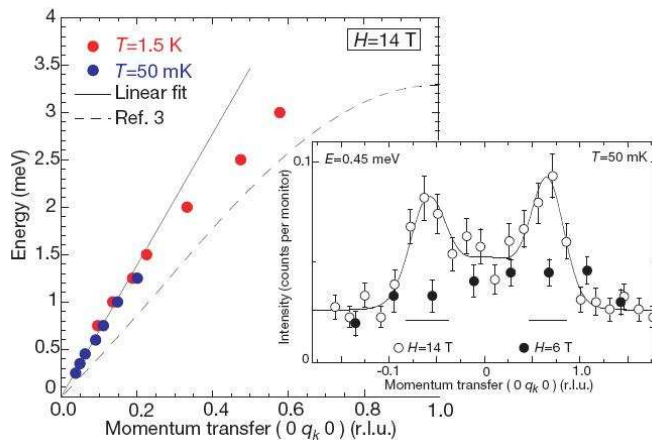 4
3.5
3
2.5
2
1.5
1
0.5
0
Energy (meV)
H=14 T
T=1.5 K
T=50 mK
Linear fit
Ref. 3
0.0
0.2
0.4
0.6
0.8
1.0
Momentum transfer ( 0 qk 0 ) (r.l.u.)
0.1
0
E=0.45 meV
T=50 mK
Intensity (counts per monitor)
H=14 T
H=6 T
-0.1
0
0.1
Momentum transfer ( 0 qk 0 ) (r.l.u.)